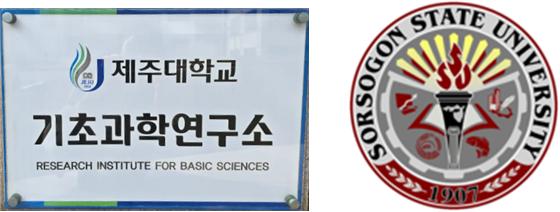 제주대학교
기초과학연구소
RESEARCH INSTITUTE FOR BASIC SCIENCES
SORSOGON STATE UNIVERSITY
SSU
1907